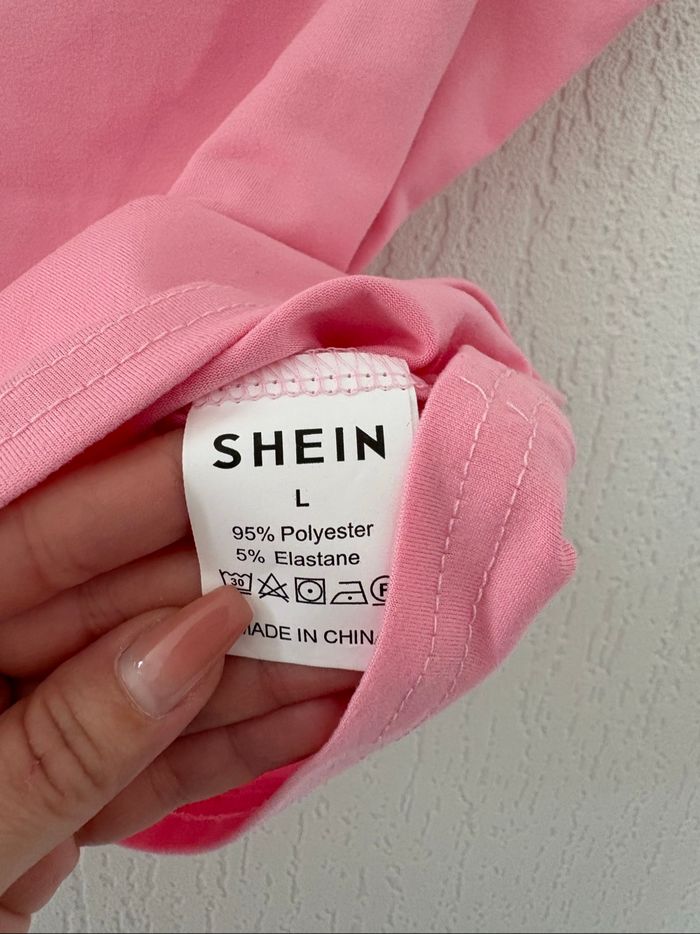 SHEIN
L
95% Polyester
5% Elastane
30 P
MADE IN CHINA